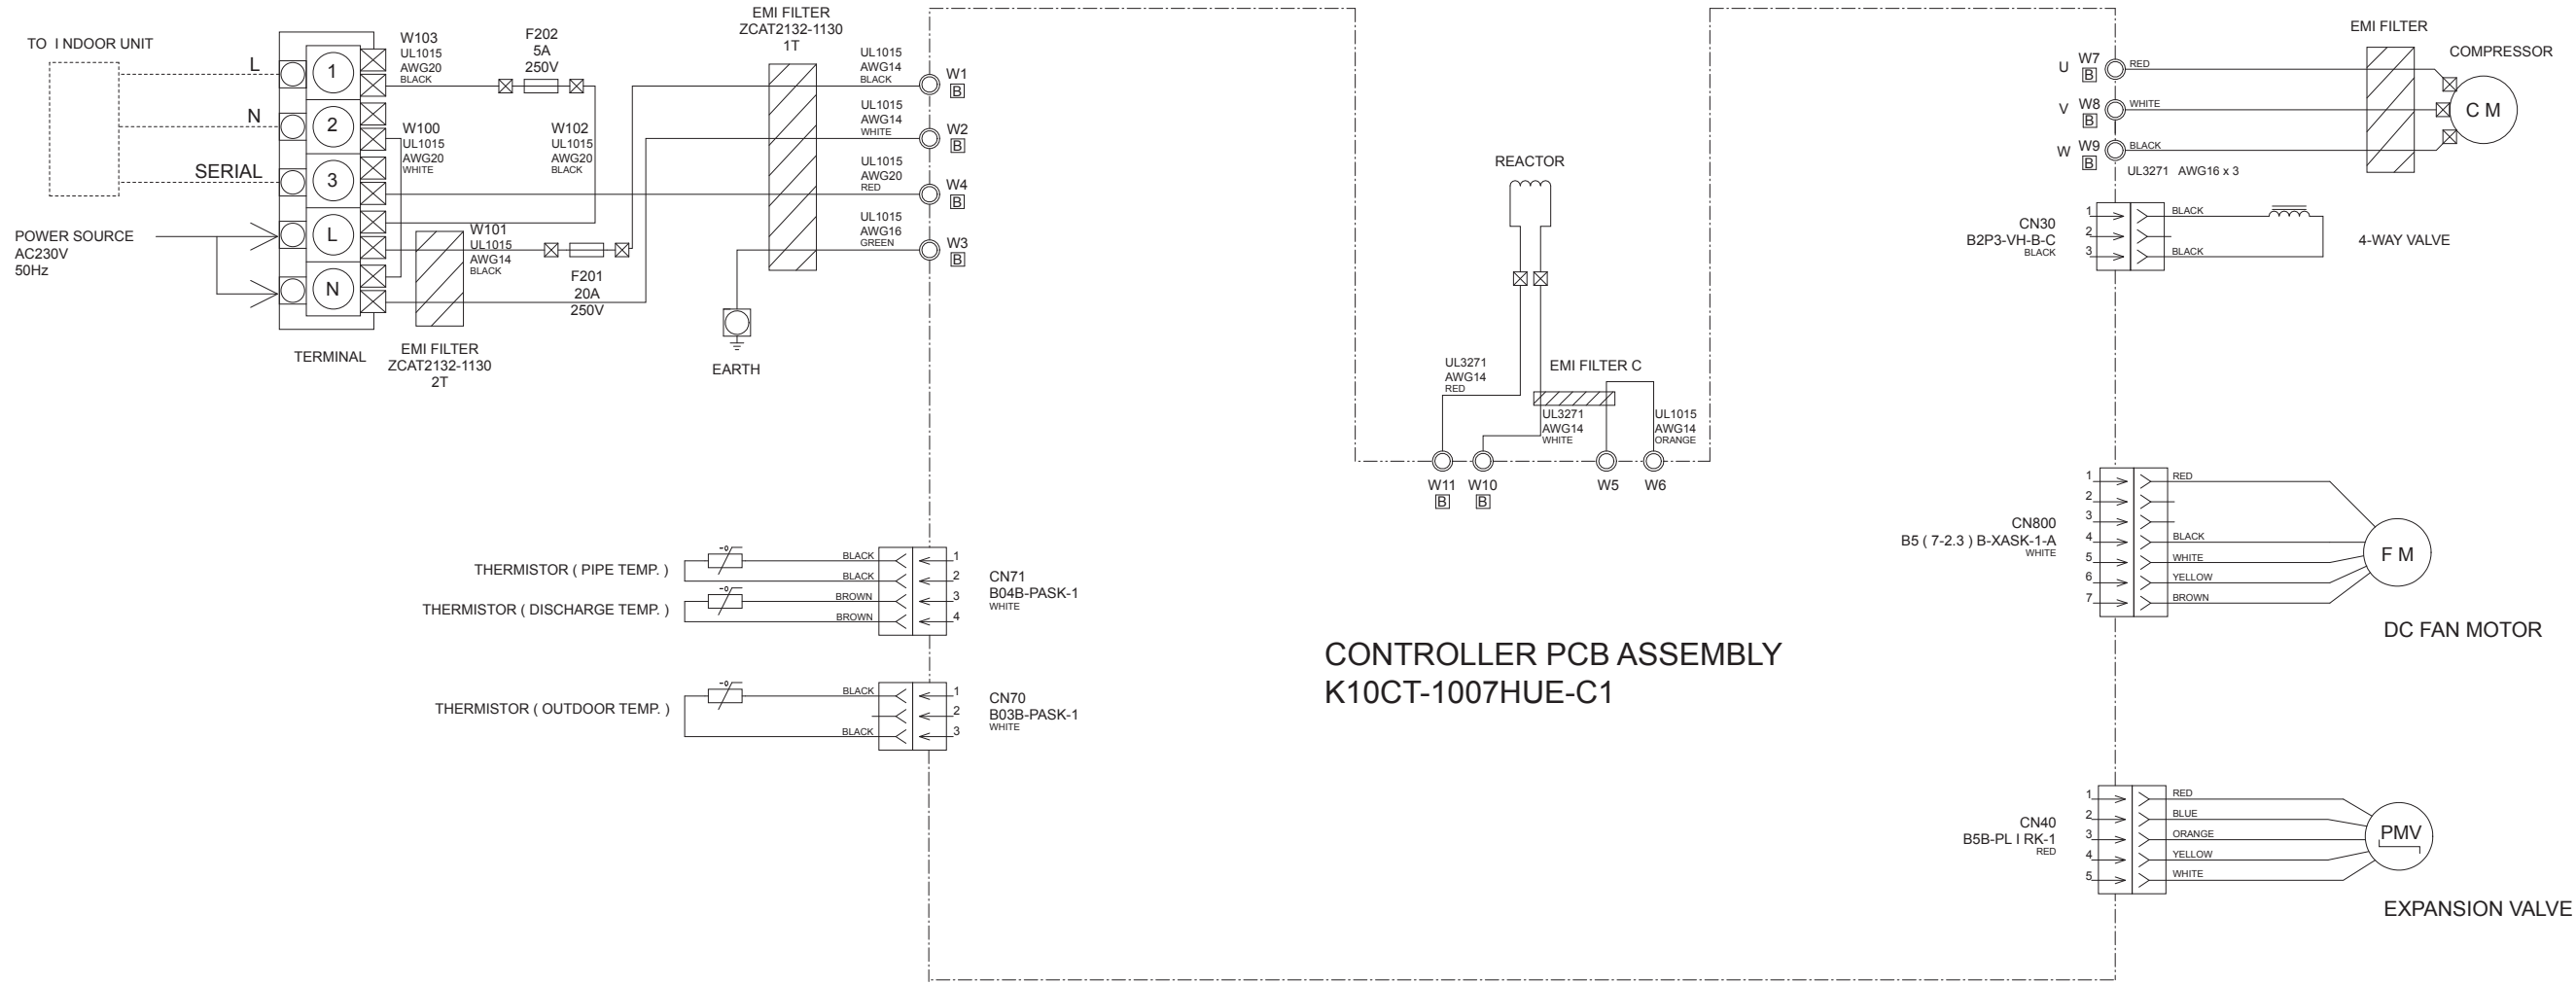 TO I NDOOR UNIT
L
N
SERIAL
POWER SOURCE
AC230V
50Hz
1
2
3
L
N
TERMINAL
W103
UL1015
AWG20
BLACK
F202
5A
250V
W100
UL1015
AWG20
WHITE
W102
UL1015
AWG20
BLACK
W101
UL1015
AWG14
BLACK
F201
20A
250V
EMI FILTER
ZCAT2132-1130
2T
EMI FILTER
ZCAT2132-1130
1T
EARTH
UL1015
AWG14
BLACK
W1
B
UL1015
AWG14
WHITE
W2
B
UL1015
AWG20
RED
W4
B
UL1015
AWG16
GREEN
W3
B
REACTOR
UL3271
AWG14
RED
EMI FILTER C
UL3271
AWG14
WHITE
UL1015
AWG14
ORANGE
W11
B
W10
B
W5
W6
EMI FILTER
COMPRESSOR
U
W7
B
RED
V
W8
B
WHITE
W
W9
B
BLACK
UL3271 AWG16 x 3
C M
CN30
B2P3-VH-B-C
BLACK
1
2
3
BLACK
BLACK
4-WAY VALVE
CN800
B5 ( 7-2.3 ) B-XASK-1-A
WHITE
1
2
3
4
5
6
7
RED
BLACK
WHITE
YELLOW
BROWN
F M
DC FAN MOTOR
THERMISTOR ( PIPE TEMP. )
THERMISTOR ( DISCHARGE TEMP. )
BLACK
BLACK
BROWN
BROWN
1
2
3
4
CN71
B04B-PASK-1
WHITE
THERMISTOR ( OUTDOOR TEMP. )
BLACK
BLACK
1
2
3
CN70
B03B-PASK-1
WHITE
CONTROLLER PCB ASSEMBLY
K10CT-1007HUE-C1
CN40
B5B-PL I RK-1
RED
1
2
3
4
5
RED
BLUE
ORANGE
YELLOW
WHITE
PMV
EXPANSION VALVE